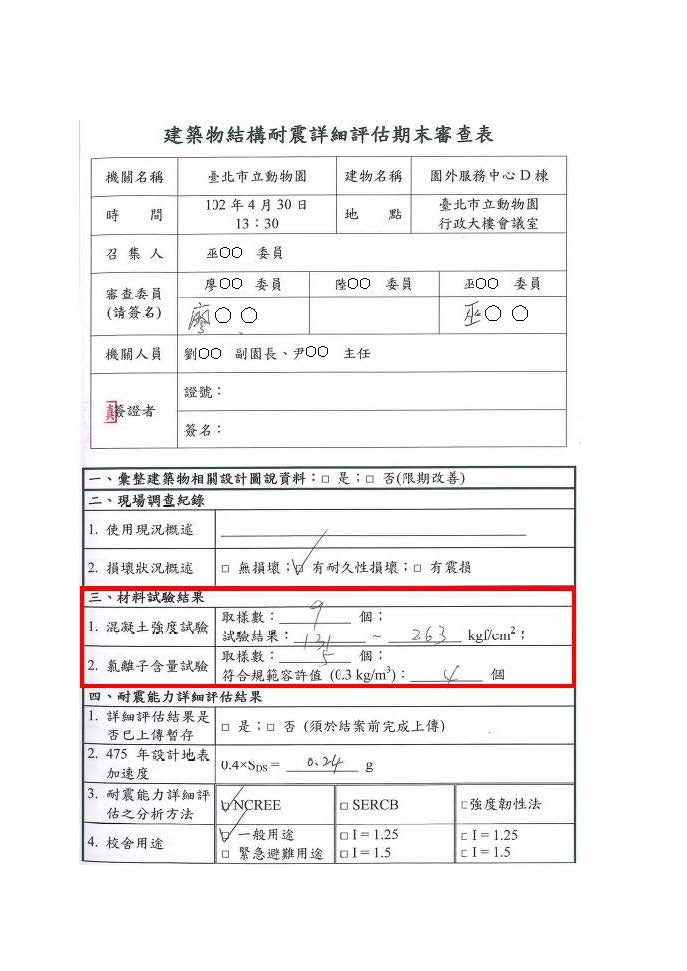 建築物結構耐震詳細評估期末審查表
機關名稱 臺北市立動物園 建物名稱 園外服務中心 D 棟
時 間 102 年 4 月 30 日 13：30 地 點 臺北市立動物園 行政大樓會議室
召 集 人 巫○○ 委員
審查委員 (請簽名) 廖○○ 委員 陸○○ 委員 巫○○ 委員
廖○○ 巫○○
機關人員 劉○○ 副園長、尹○○ 主任
簽證者 證號：
簽名：
一、彙整建築物相關設計圖說資料：□ 是；□ 否(限期改善)
二、現場調查紀錄
1. 使用現況概述
2. 損壞狀況概述 □ 無損壞；☑ 有耐久性損壞；□ 有震損
三、材料試驗結果
1. 混凝土強度試驗 取樣數： 9 個；
試驗結果： 131 ~ 263 kgf/cm²；
2. 氯離子含量試驗 取樣數： 5 個；
符合規範容許值 (0.3 kg/m³)： 4 個
四、耐震能力詳細評估結果
1. 詳細評估結果是否已上傳暫存 □ 是；□ 否 (須於結案前完成上傳)
2. 475 年設計地表加速度 0.4×S_DS = 0.24 g
3. 耐震能力詳細評估之分析方法 ☑ NCREE □ SERCB □ 強度韌性法
4. 校舍用途 ☑ 一般用途 □ I = 1.25 □ I = 1.25
□ 緊急避難用途 □ I = 1.5 □ I = 1.5